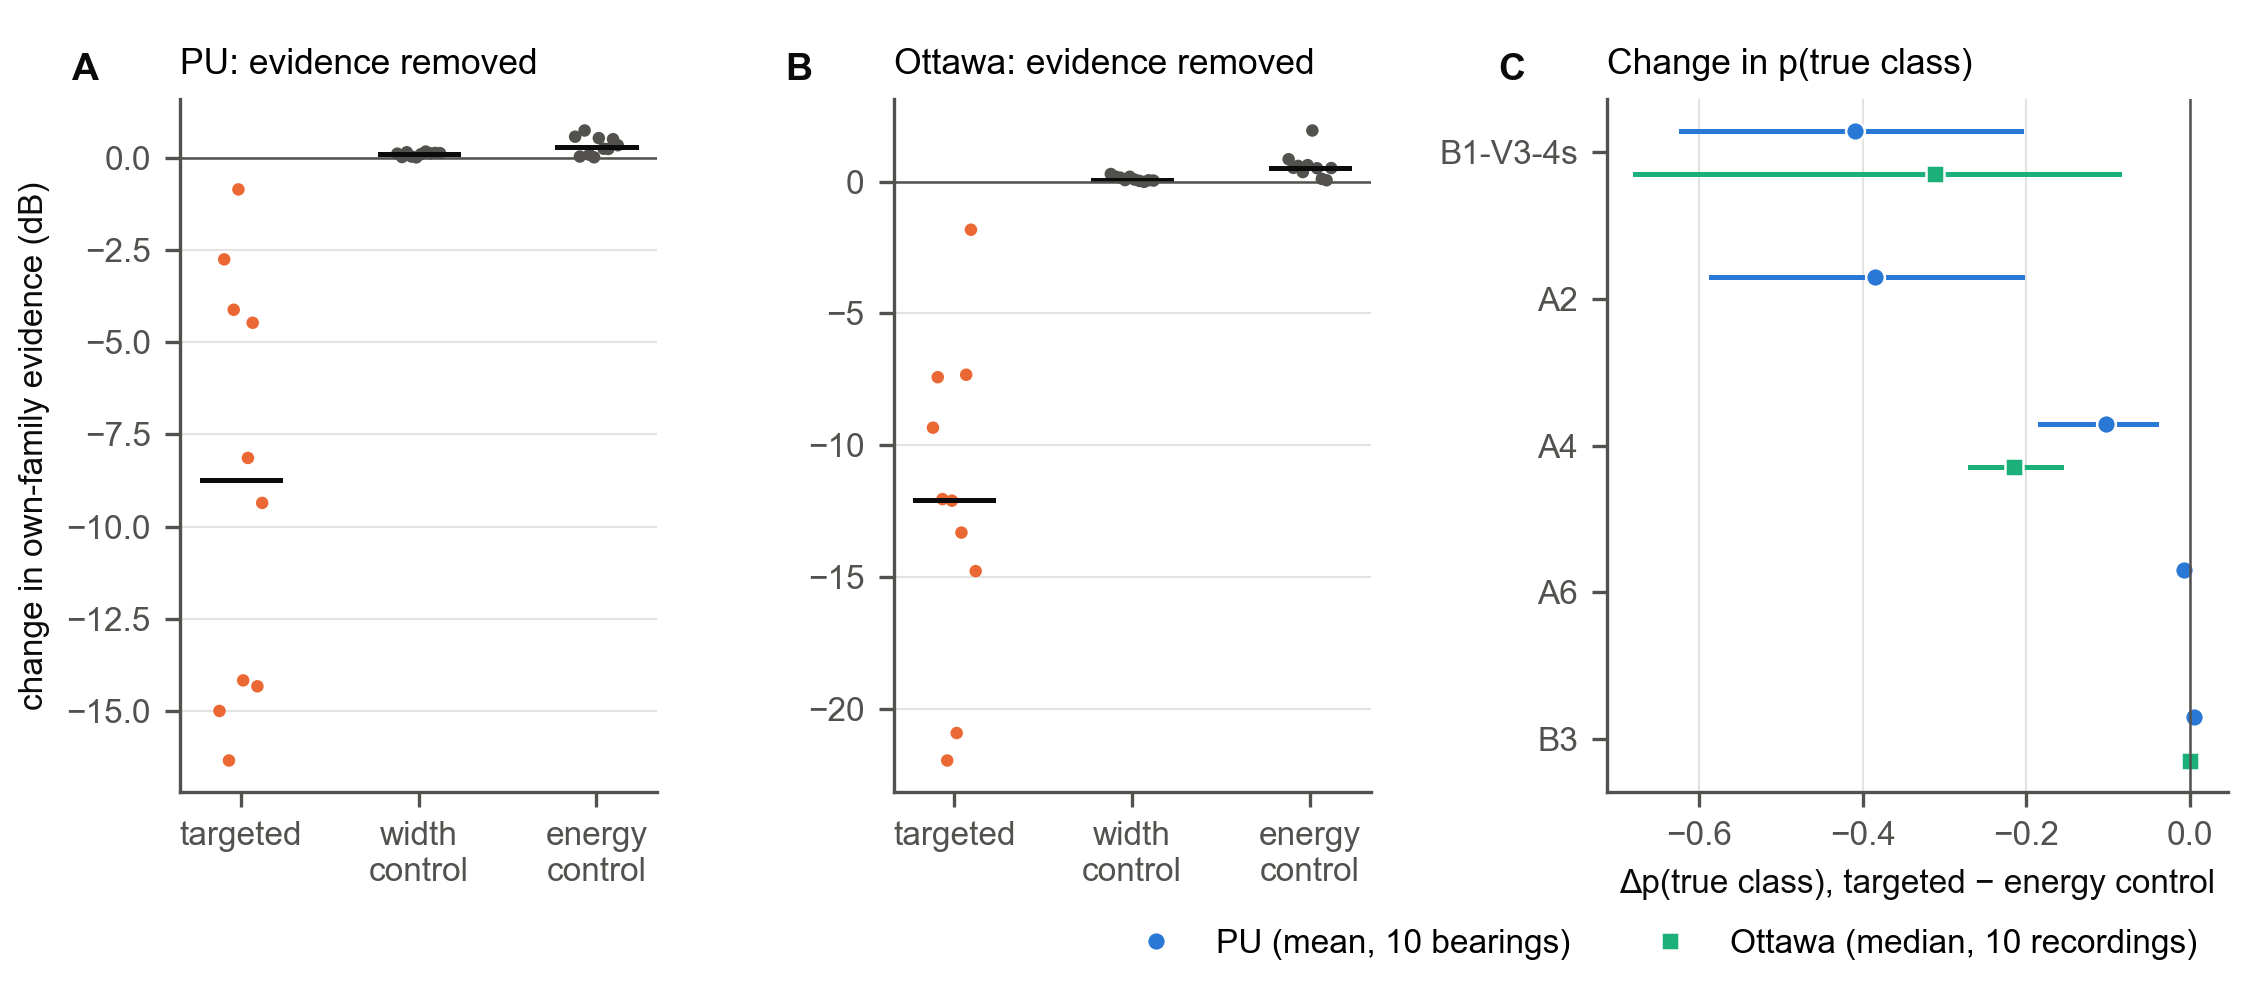 A
PU: evidence removed
change in own-family evidence (dB)
0.0
−2.5
−5.0
−7.5
−10.0
−12.5
−15.0
targeted
width
control
energy
control
B
Ottawa: evidence removed
0
−5
−10
−15
−20
targeted
width
control
energy
control
C
Change in p(true class)
B1-V3-4s
A2
A4
A6
B3
−0.6
−0.4
−0.2
0.0
Δp(true class), targeted − energy control
PU (mean, 10 bearings)
Ottawa (median, 10 recordings)